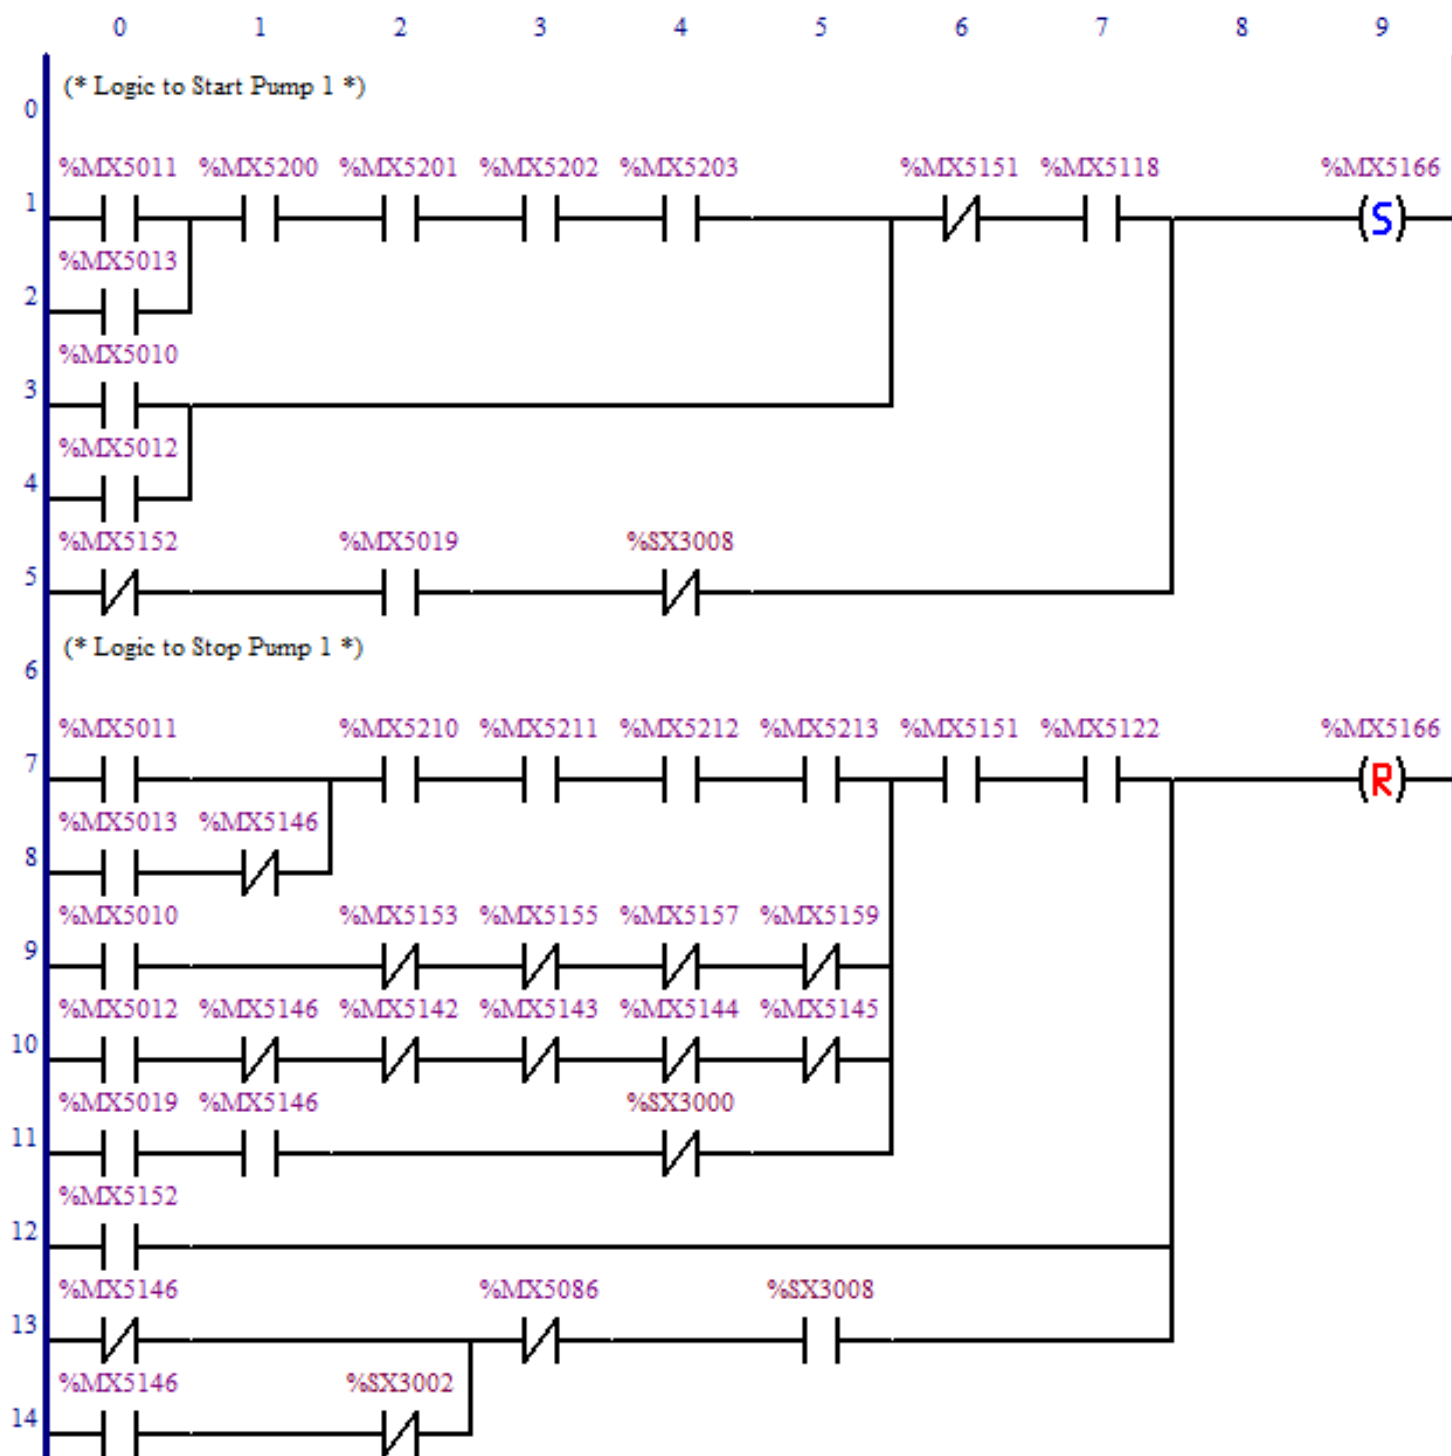 0 1 2 3 4 5 6 7 8 9
(* Logic to Start Pump 1 *)
0
%MX5011 %MX5200 %MX5201 %MX5202 %MX5203 %MX5151 %MX5118 %MX5166
1 (S)
%MX5013
2
%MX5010
3
%MX5012
4
%MX5152 %MX5019 %SX3008
5
(* Logic to Stop Pump 1 *)
6
%MX5011 %MX5210 %MX5211 %MX5212 %MX5213 %MX5151 %MX5122 %MX5166
7 (R)
%MX5013 %MX5146
8
%MX5010 %MX5153 %MX5155 %MX5157 %MX5159
9
%MX5012 %MX5146 %MX5142 %MX5143 %MX5144 %MX5145
10
%MX5019 %MX5146 %SX3000
11
%MX5152
12
%MX5146 %MX5086 %SX3008
13
%MX5146 %SX3002
14